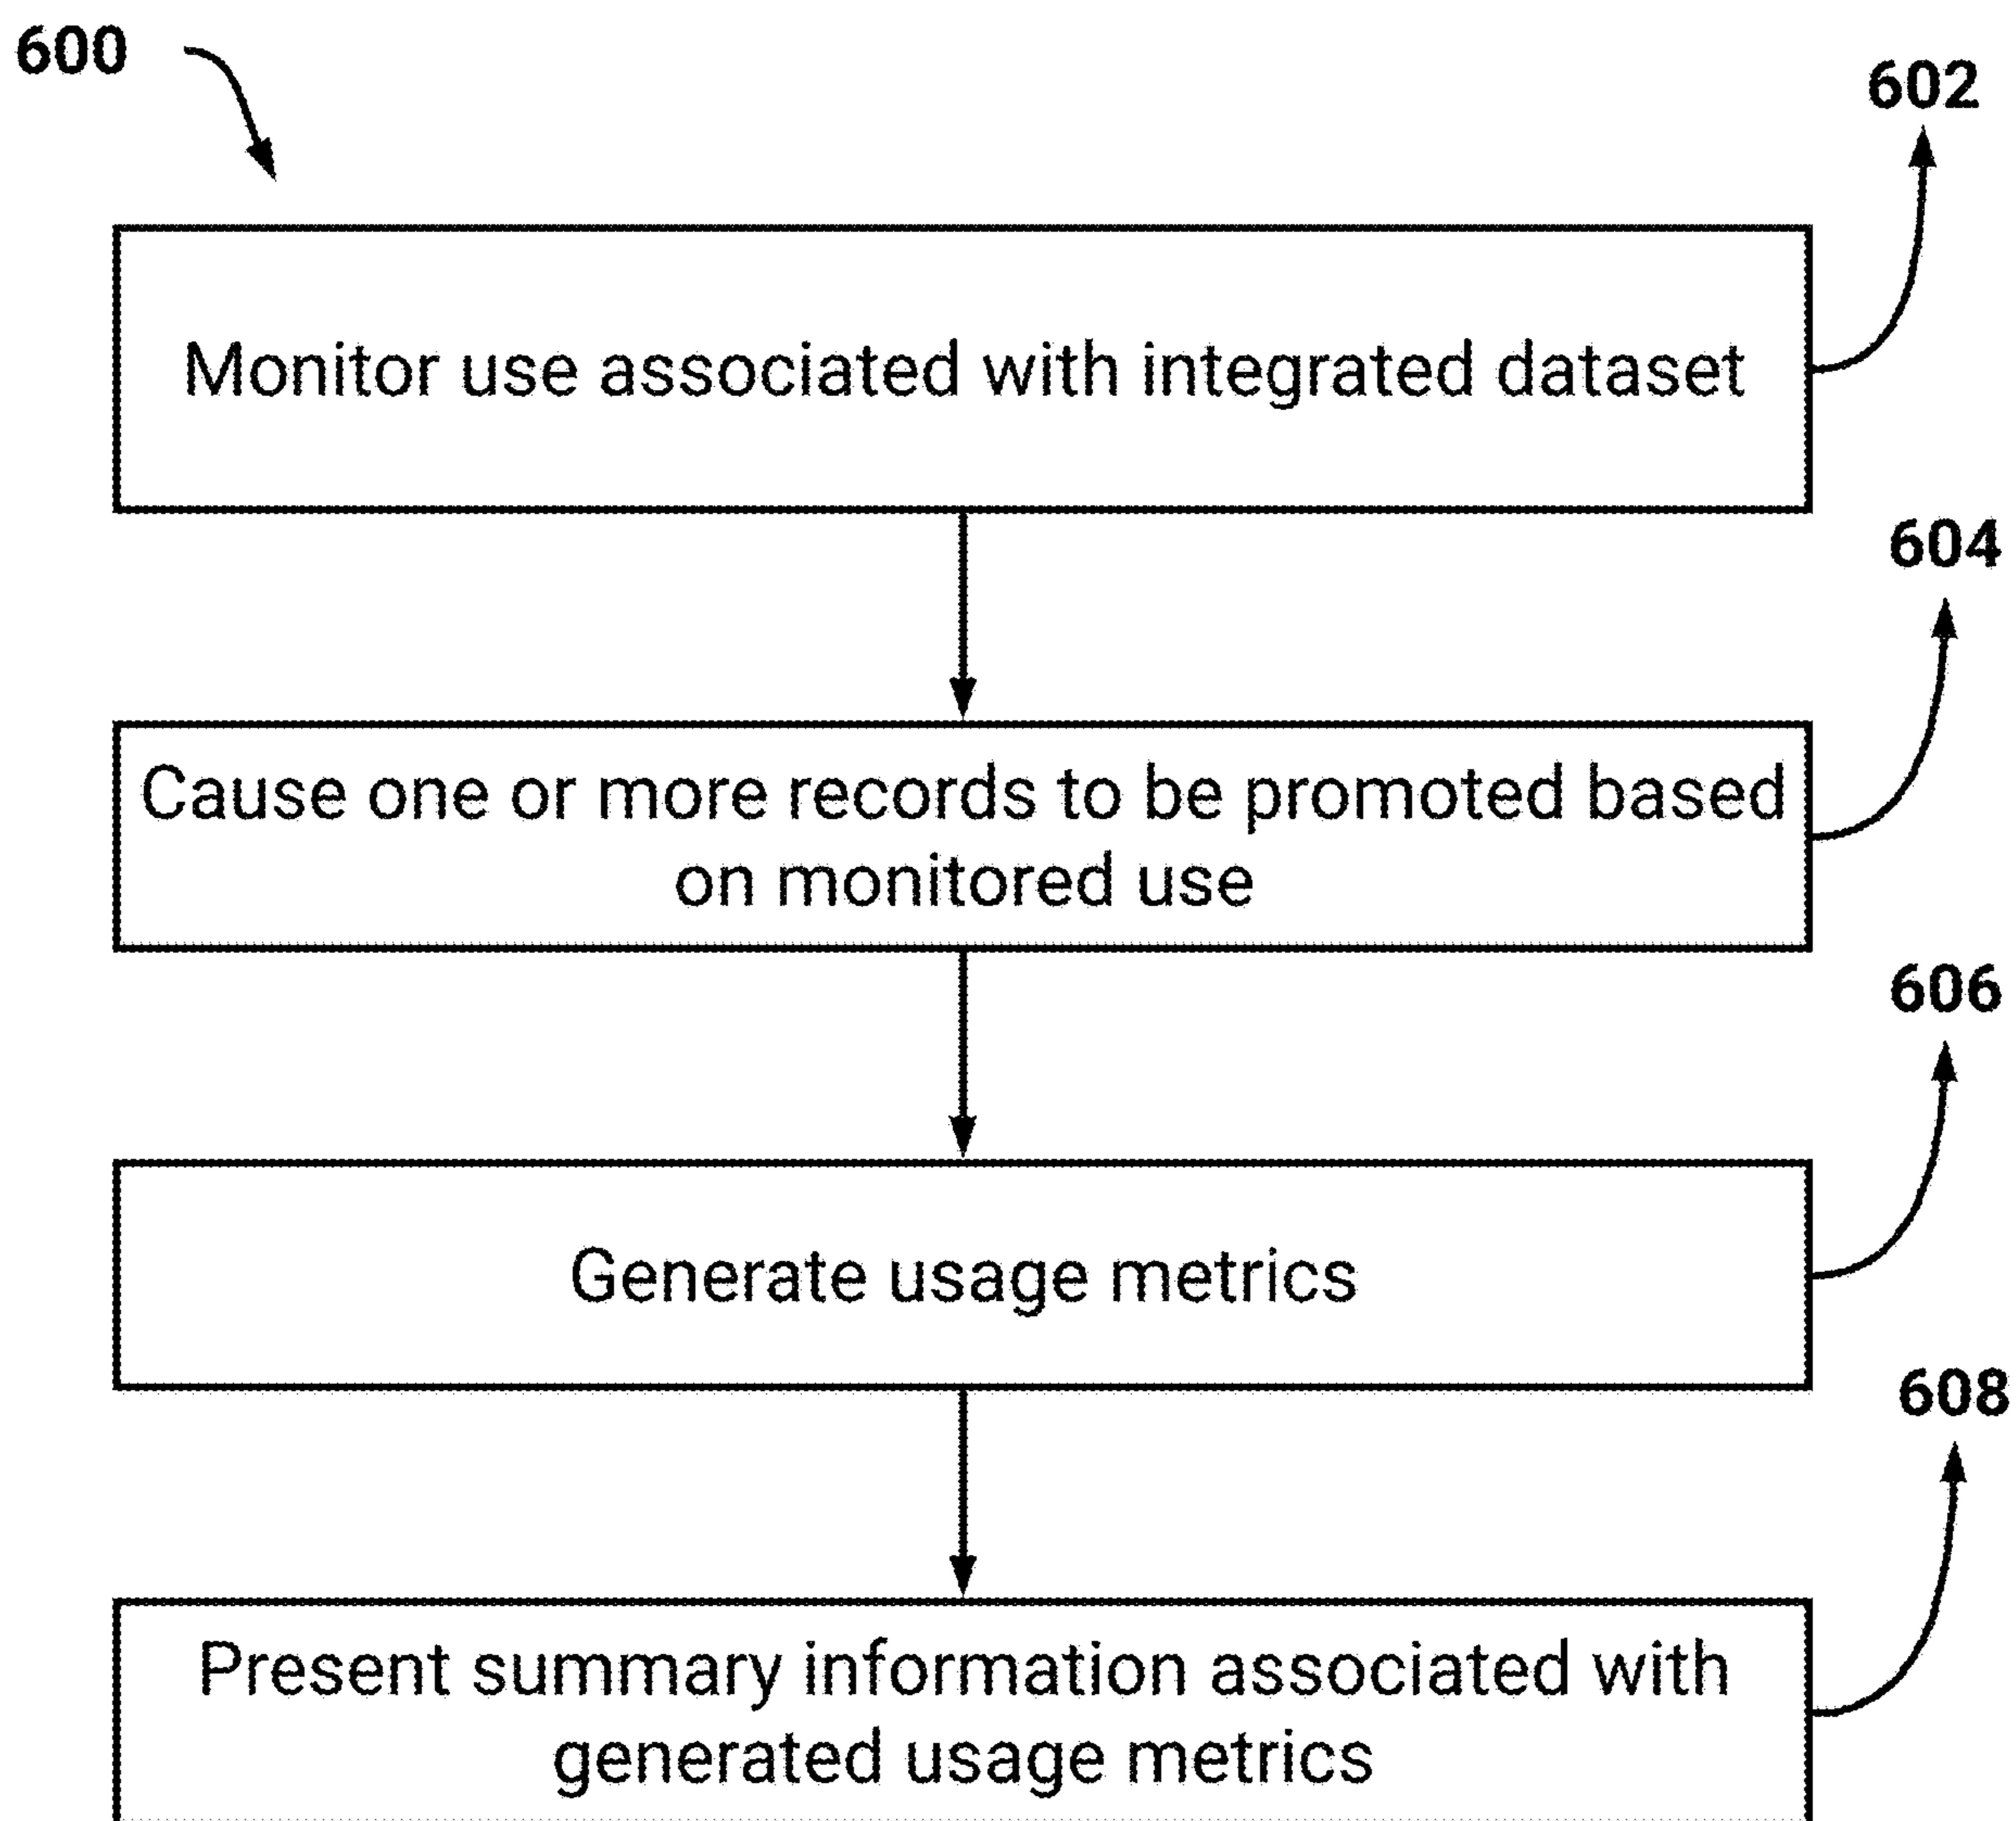 600
602
Monitor use associated with integrated dataset
604
Cause one or more records to be promoted based
on monitored use
606
Generate usage metrics
608
Present summary information associated with
generated usage metrics